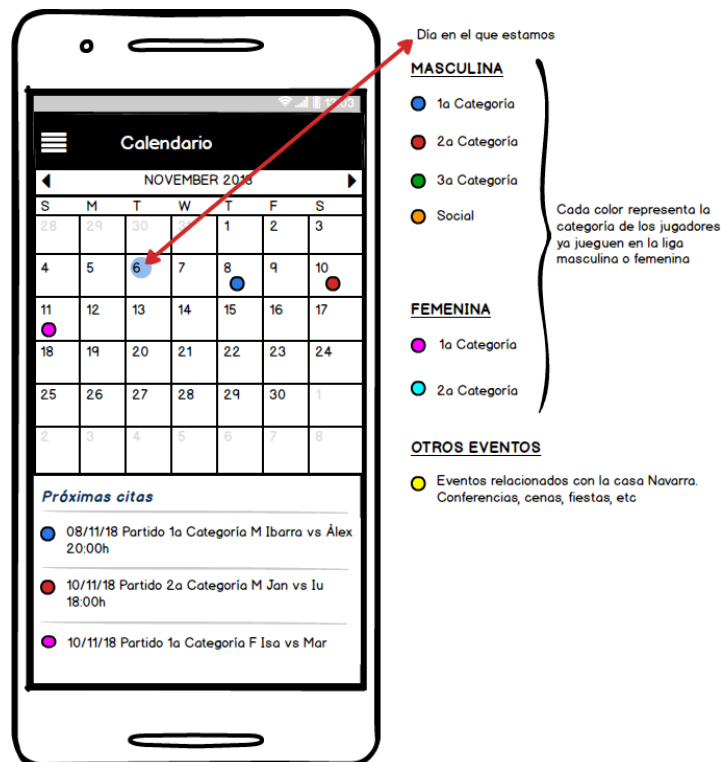 13:03
Calendario
NOVEMBER 2018
S M T W T F S
28 29 30 31 1 2 3
4 5 6 7 8 9 10
11 12 13 14 15 16 17
18 19 20 21 22 23 24
25 26 27 28 29 30 1
2 3 4 5 6 7 8
Próximas citas
08/11/18 Partido 1a Categoría M Ibarra vs Àlex
20:00h
10/11/18 Partido 2a Categoría M Jan vs Iu
18:00h
10/11/18 Partido 1a Categoría F Isa vs Mar
Día en el que estamos
MASCULINA
1a Categoría
2a Categoría
3a Categoría
Social
Cada color representa la
categoría de los jugadores
ya jueguen en la liga
masculina o femenina
FEMENINA
1a Categoría
2a Categoría
OTROS EVENTOS
Eventos relacionados con la casa Navarra.
Conferencias, cenas, fiestas, etc